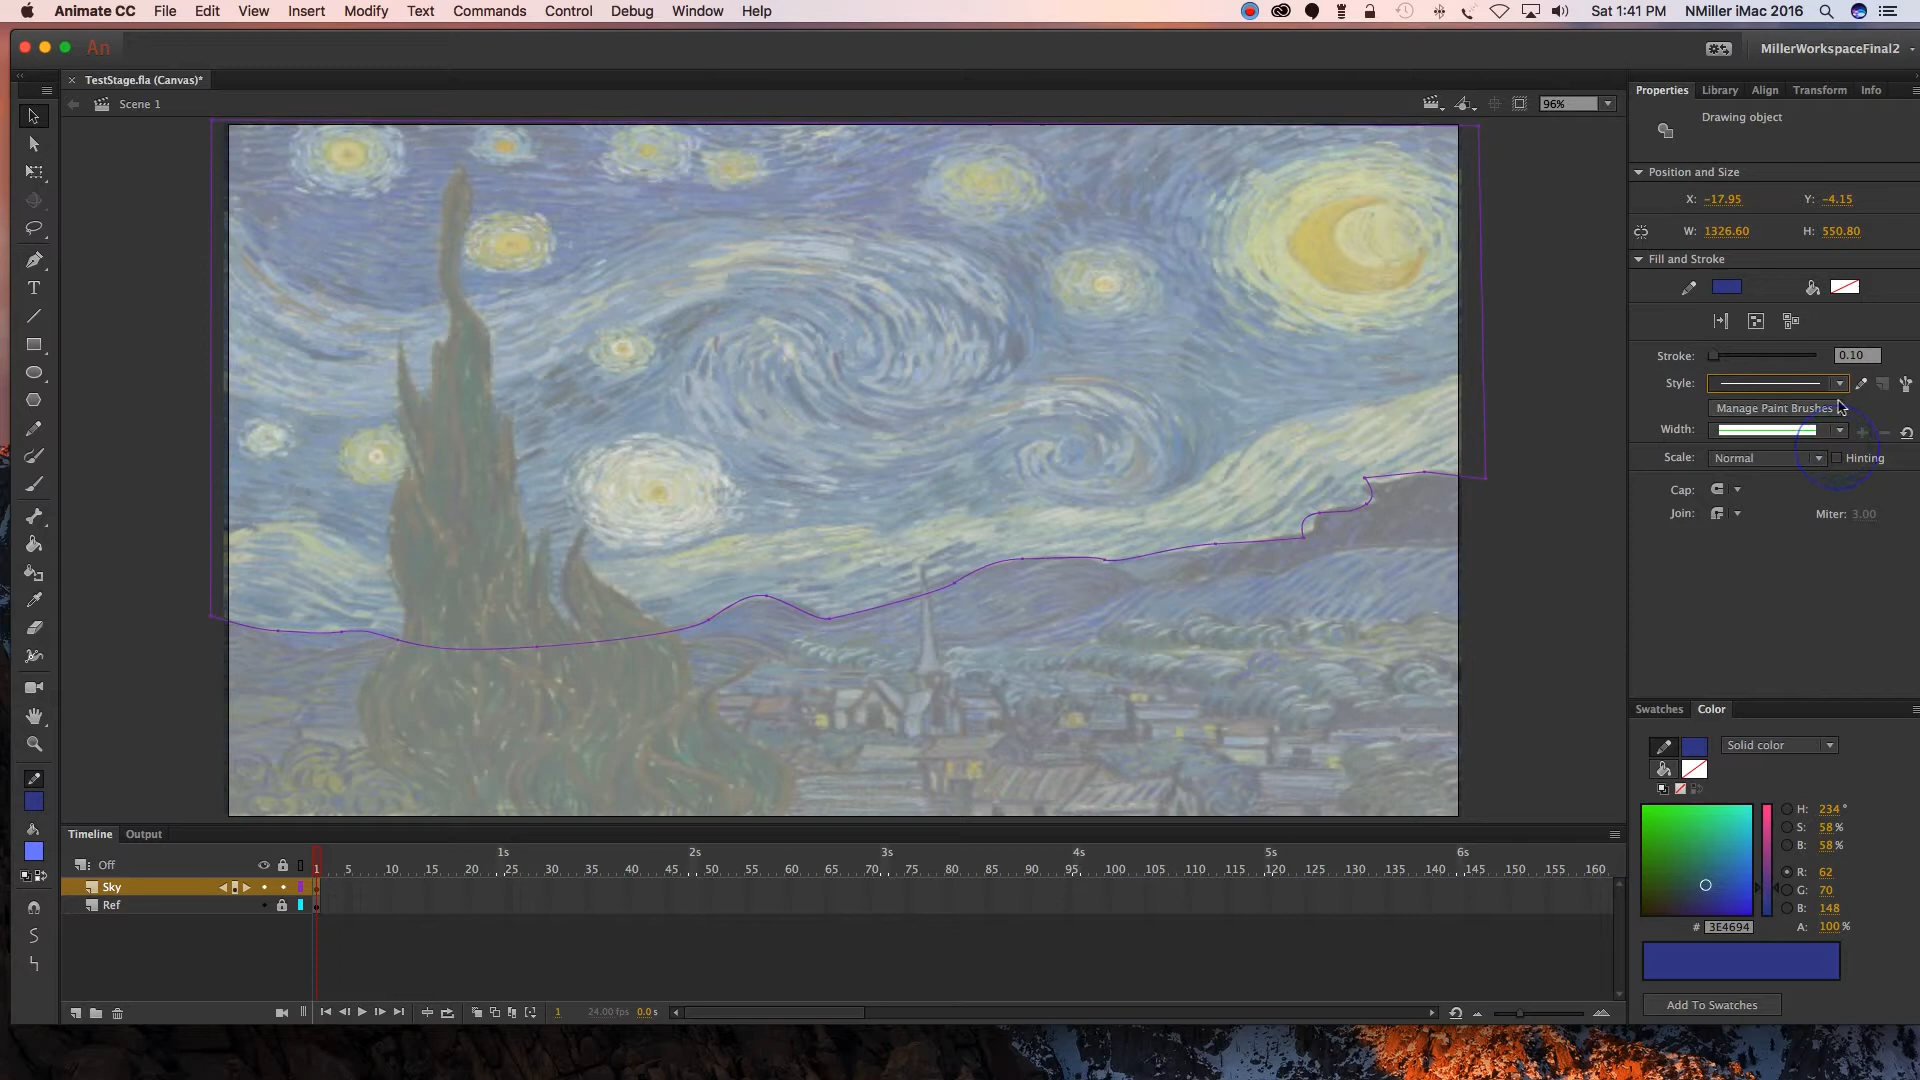 Animate CC File Edit View Insert Modify Text Commands Control Debug Window Help Sat 1:41 PM NMiller iMac 2016
An MillerWorkspaceFinal2
TestStage.fla (Canvas)*
Scene 1
96%
Properties Library Align Transform Info
Drawing object
Position and Size
X: -17.95 Y: -4.15
W: 1326.60 H: 550.80
Fill and Stroke
Stroke: 0.10
Style:
Manage Paint Brushes
Width:
Scale: Normal Hinting
Cap:
Join: Miter: 3.00
Swatches Color
Solid color
H: 234 °
S: 58 %
B: 58 %
R: 62
G: 70
B: 148
# 3E4694 A: 100 %
Add To Swatches
Timeline Output
1s 2s 3s 4s 5s 6s
Off 1 5 10 15 20 25 30 35 40 45 50 55 60 65 70 75 80 85 90 95 100 105 110 115 120 125 130 135 140 145 150 155 160
Sky
Ref
1 24.00 fps 0.0 s